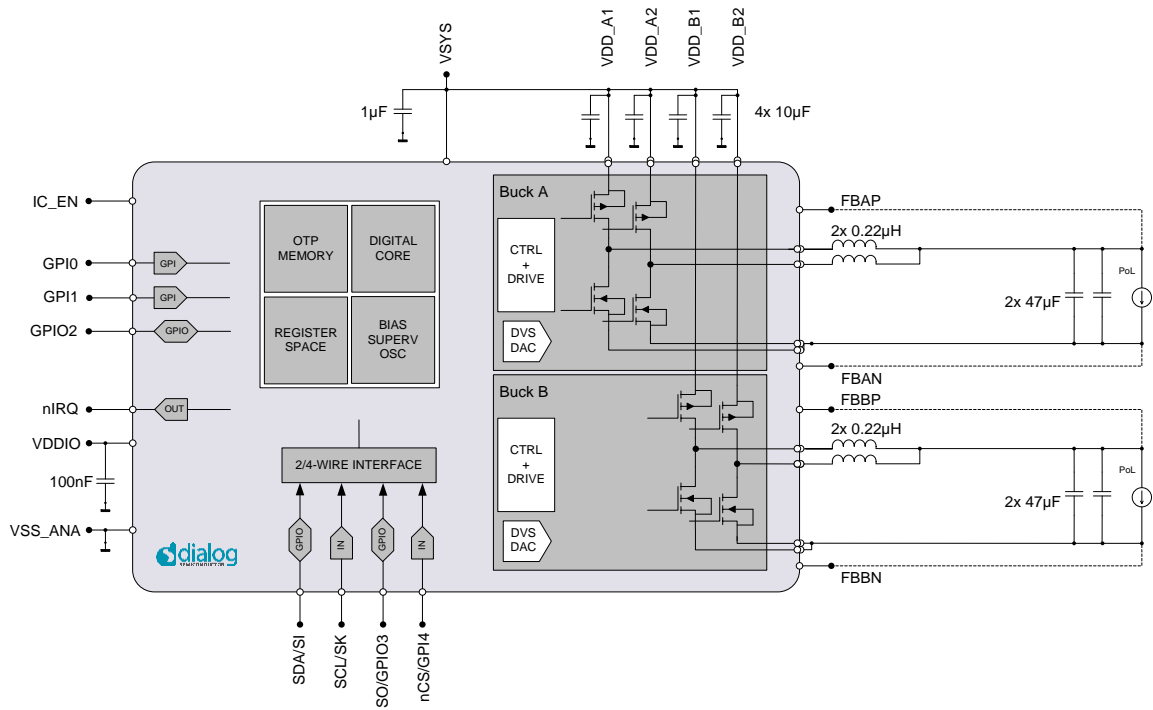 VSYS
VDD_A1
VDD_A2
VDD_B1
VDD_B2
1µF
4x 10µF
IC_EN
GPI0
GPI
GPI1
GPI
GPIO2
GPIO
nIRQ
OUT
VDDIO
100nF
VSS_ANA
OTP
MEMORY
DIGITAL
CORE
REGISTER
SPACE
BIAS
SUPERV
OSC
2/4-WIRE INTERFACE
GPIO
IN
GPIO
IN
SDA/SI
SCL/SK
SO/GPIO3
nCS/GPI4
dialog
SEMICONDUCTOR
Buck A
CTRL
+
DRIVE
DVS
DAC
Buck B
CTRL
+
DRIVE
DVS
DAC
FBAP
2x 0.22µH
2x 47µF
PoL
FBAN
FBBP
2x 0.22µH
2x 47µF
PoL
FBBN